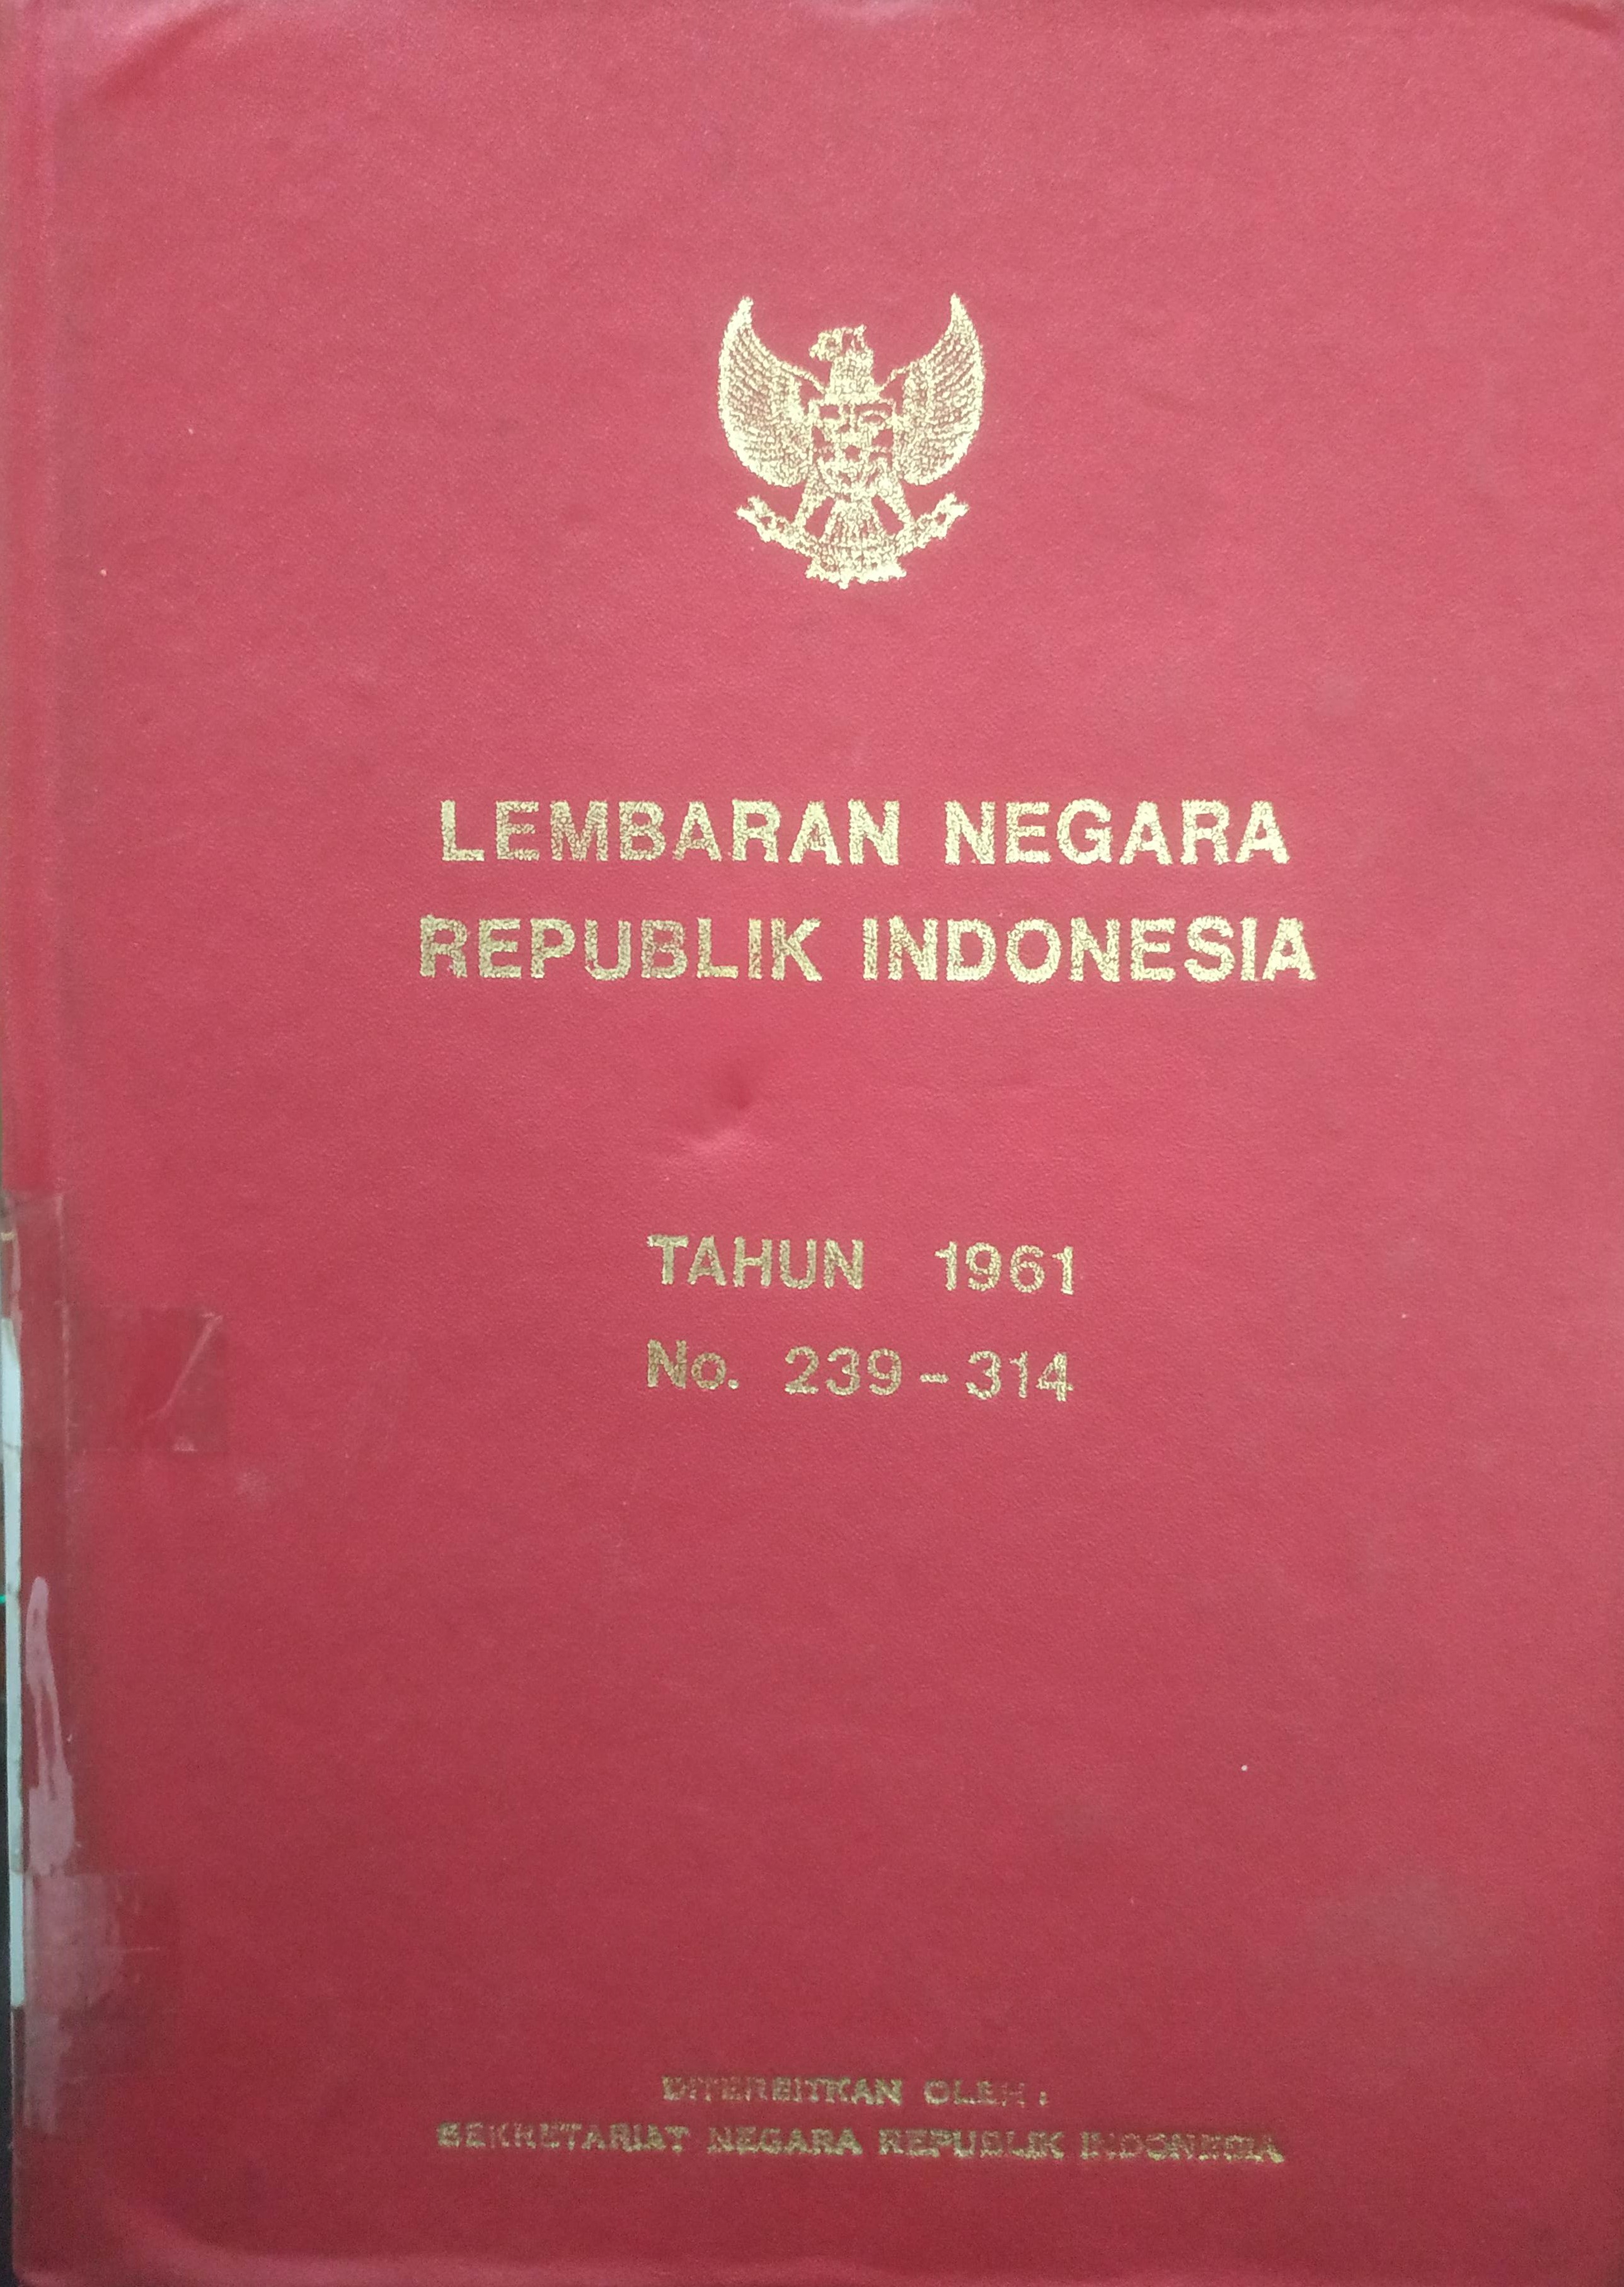 LEMBARAN NEGARA
REPUBLIK INDONESIA
TAHUN 1961
No. 239 - 314
DITERBITKAN OLEH :
SEKRETARIAT NEGARA REPUBLIK INDONESIA